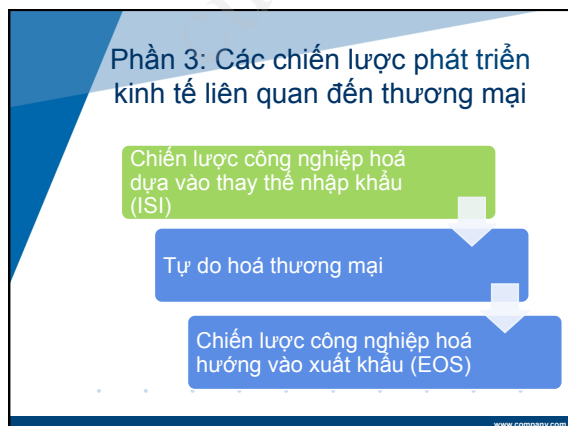 Phần 3: Các chiến lược phát triển
kinh tế liên quan đến thương mại
Chiến lược công nghiệp hoá
dựa vào thay thế nhập khẩu
(ISI)
Tự do hoá thương mại
Chiến lược công nghiệp hoá
hướng vào xuất khẩu (EOS)
www.company.com